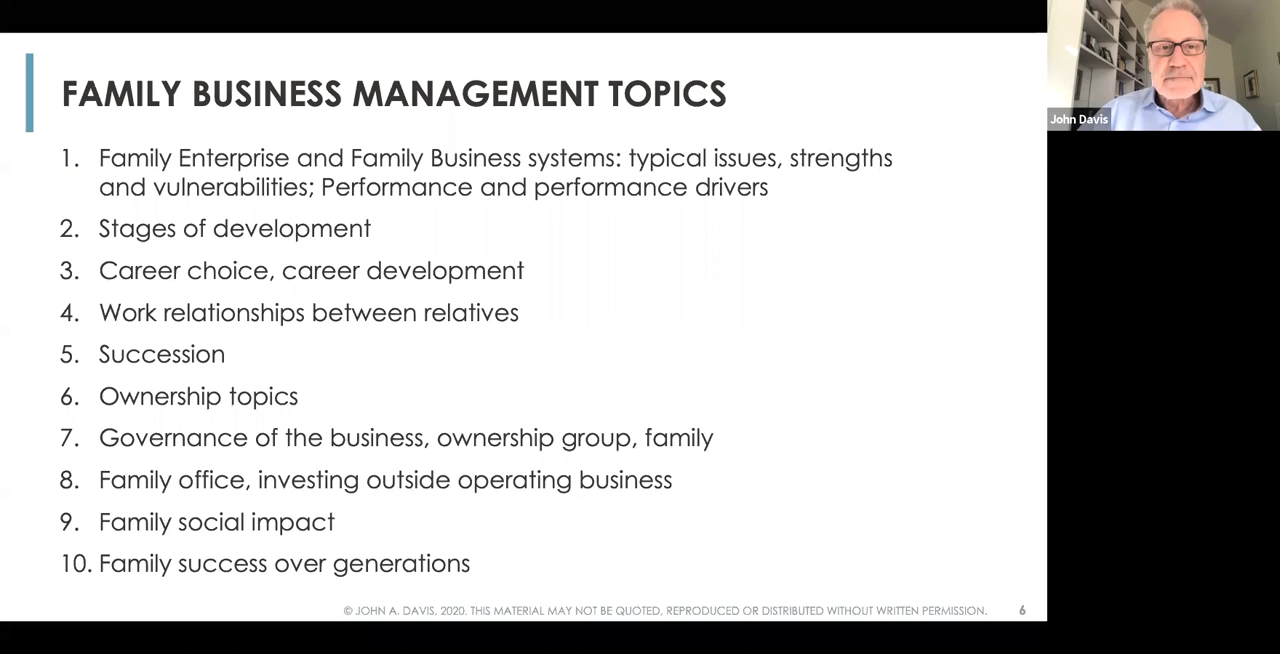 FAMILY BUSINESS MANAGEMENT TOPICS
1. Family Enterprise and Family Business systems: typical issues, strengths
and vulnerabilities; Performance and performance drivers
2. Stages of development
3. Career choice, career development
4. Work relationships between relatives
5. Succession
6. Ownership topics
7. Governance of the business, ownership group, family
8. Family office, investing outside operating business
9. Family social impact
10. Family success over generations
© JOHN A. DAVIS, 2020. THIS MATERIAL MAY NOT BE QUOTED, REPRODUCED OR DISTRIBUTED WITHOUT WRITTEN PERMISSION. 6
John Davis